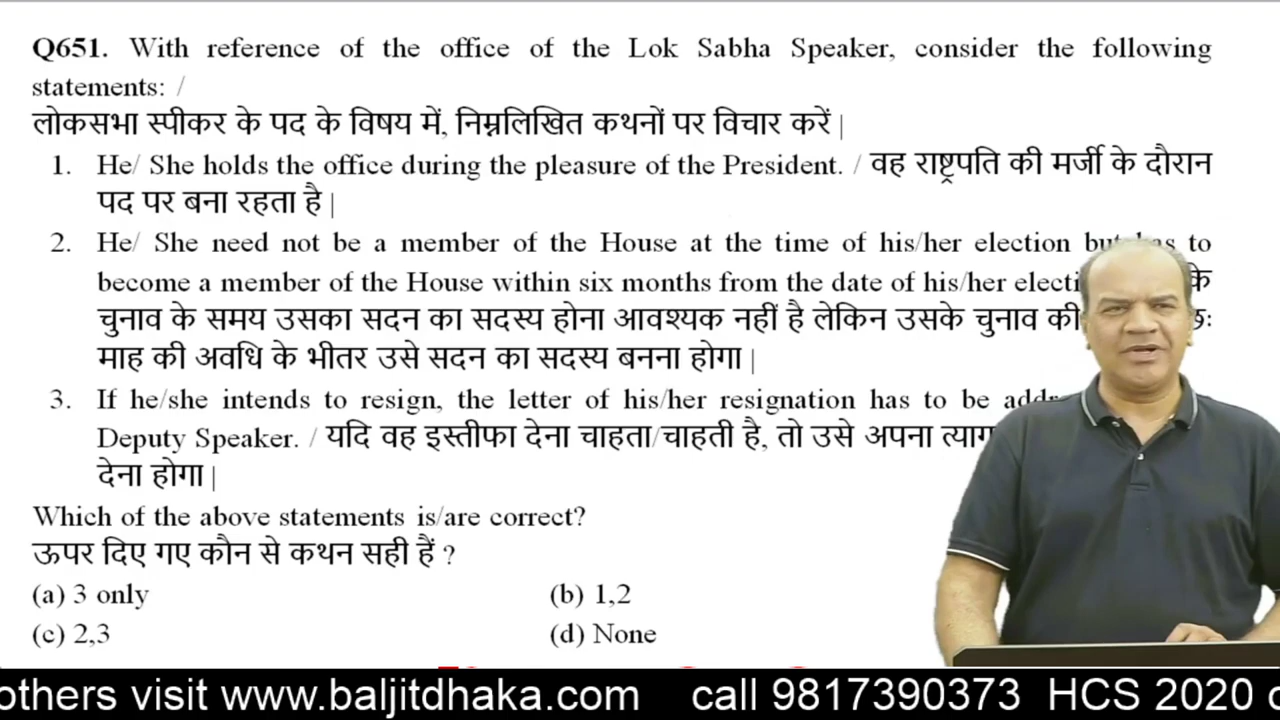 Q651. With reference of the office of the Lok Sabha Speaker, consider the following
statements: /
लोकसभा स्पीकर के पद के विषय में, निम्नलिखित कथनों पर विचार करें |
1. He/ She holds the office during the pleasure of the President. / वह राष्ट्रपति की मर्जी के दौरान
पद पर बना रहता है |
2. He/ She need not be a member of the House at the time of his/her election but has to
become a member of the House within six months from the date of his/her के
चुनाव के समय उसका सदन का सदस्य होना आवश्यक नहीं है लेकिन उसके चुनाव की छः
माह की अवधि के भीतर उसे सदन का सदस्य बनना होगा |
3. If he/she intends to resign, the letter of his/her resignation has to be
Deputy Speaker. / यदि वह इस्तीफा देना चाहता/चाहती है, तो उसे अपना
देना होगा |
Which of the above statements is/are correct?
ऊपर दिए गए कौन से कथन सही हैं ?
(a) 3 only (b) 1,2
(c) 2,3 (d) None
others visit www.baljitdhaka.com call 9817390373 HCS 2020